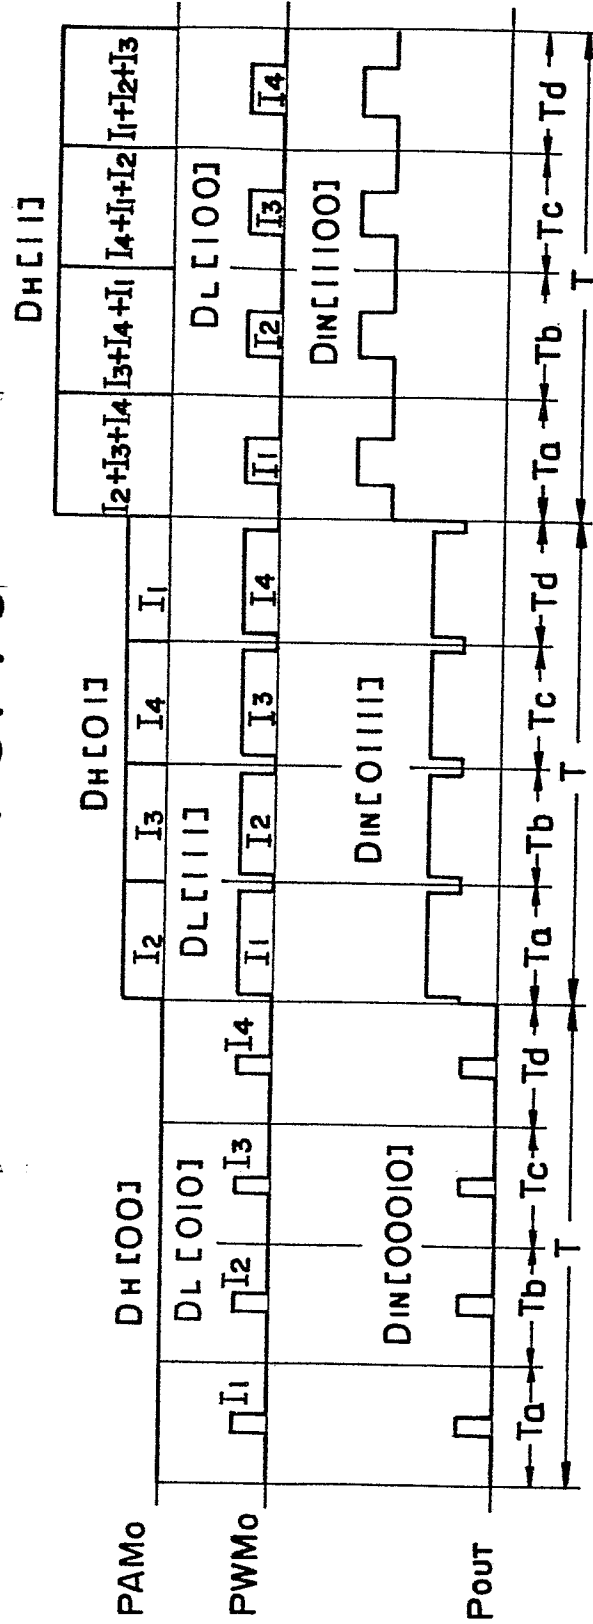 DH[00] DH[01] DH[11]
PAMo I2 I3 I4 I1 I2+I3+I4 I3+I4+I1 I4+I1+I2 I1+I2+I3
DL[010] DL[111] DL[100]
PWMo I1 I2 I3 I4 I1 I2 I3 I4 I1 I2 I3 I4
DIN[00010] DIN[01111] DIN[11100]
POUT
Ta Tb Tc Td Ta Tb Tc Td Ta Tb Tc Td
T T T